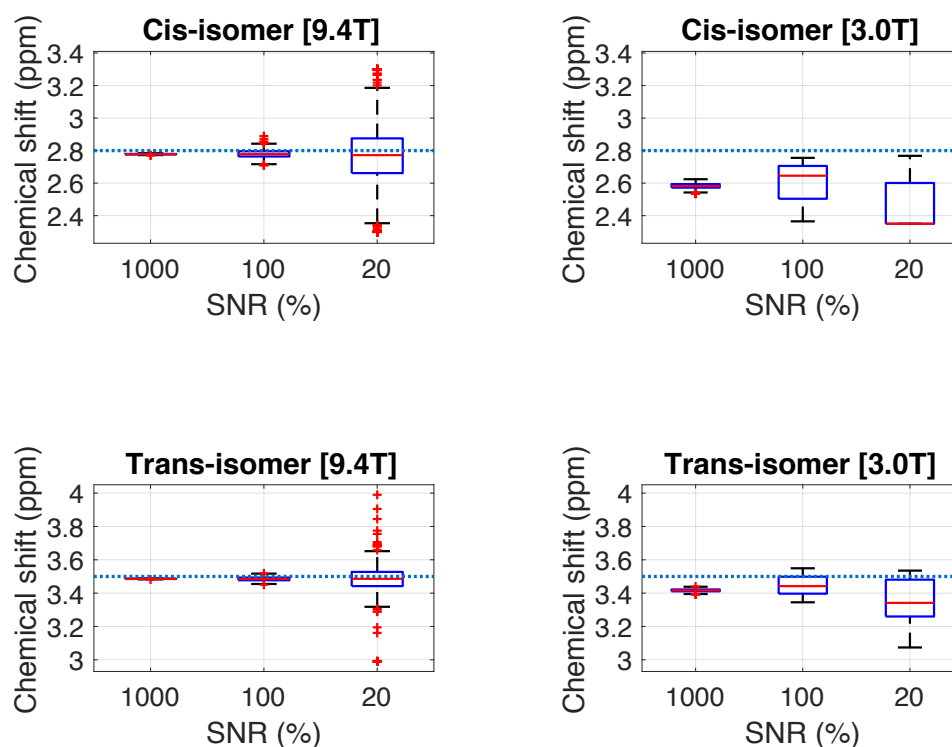 Cis-isomer [9.4T]
Chemical shift (ppm)
3.4
3.2
3
2.8
2.6
2.4
1000 100 20
SNR (%)
Cis-isomer [3.0T]
Chemical shift (ppm)
3.4
3.2
3
2.8
2.6
2.4
1000 100 20
SNR (%)
Trans-isomer [9.4T]
Chemical shift (ppm)
4
3.8
3.6
3.4
3.2
3
1000 100 20
SNR (%)
Trans-isomer [3.0T]
Chemical shift (ppm)
4
3.8
3.6
3.4
3.2
3
1000 100 20
SNR (%)